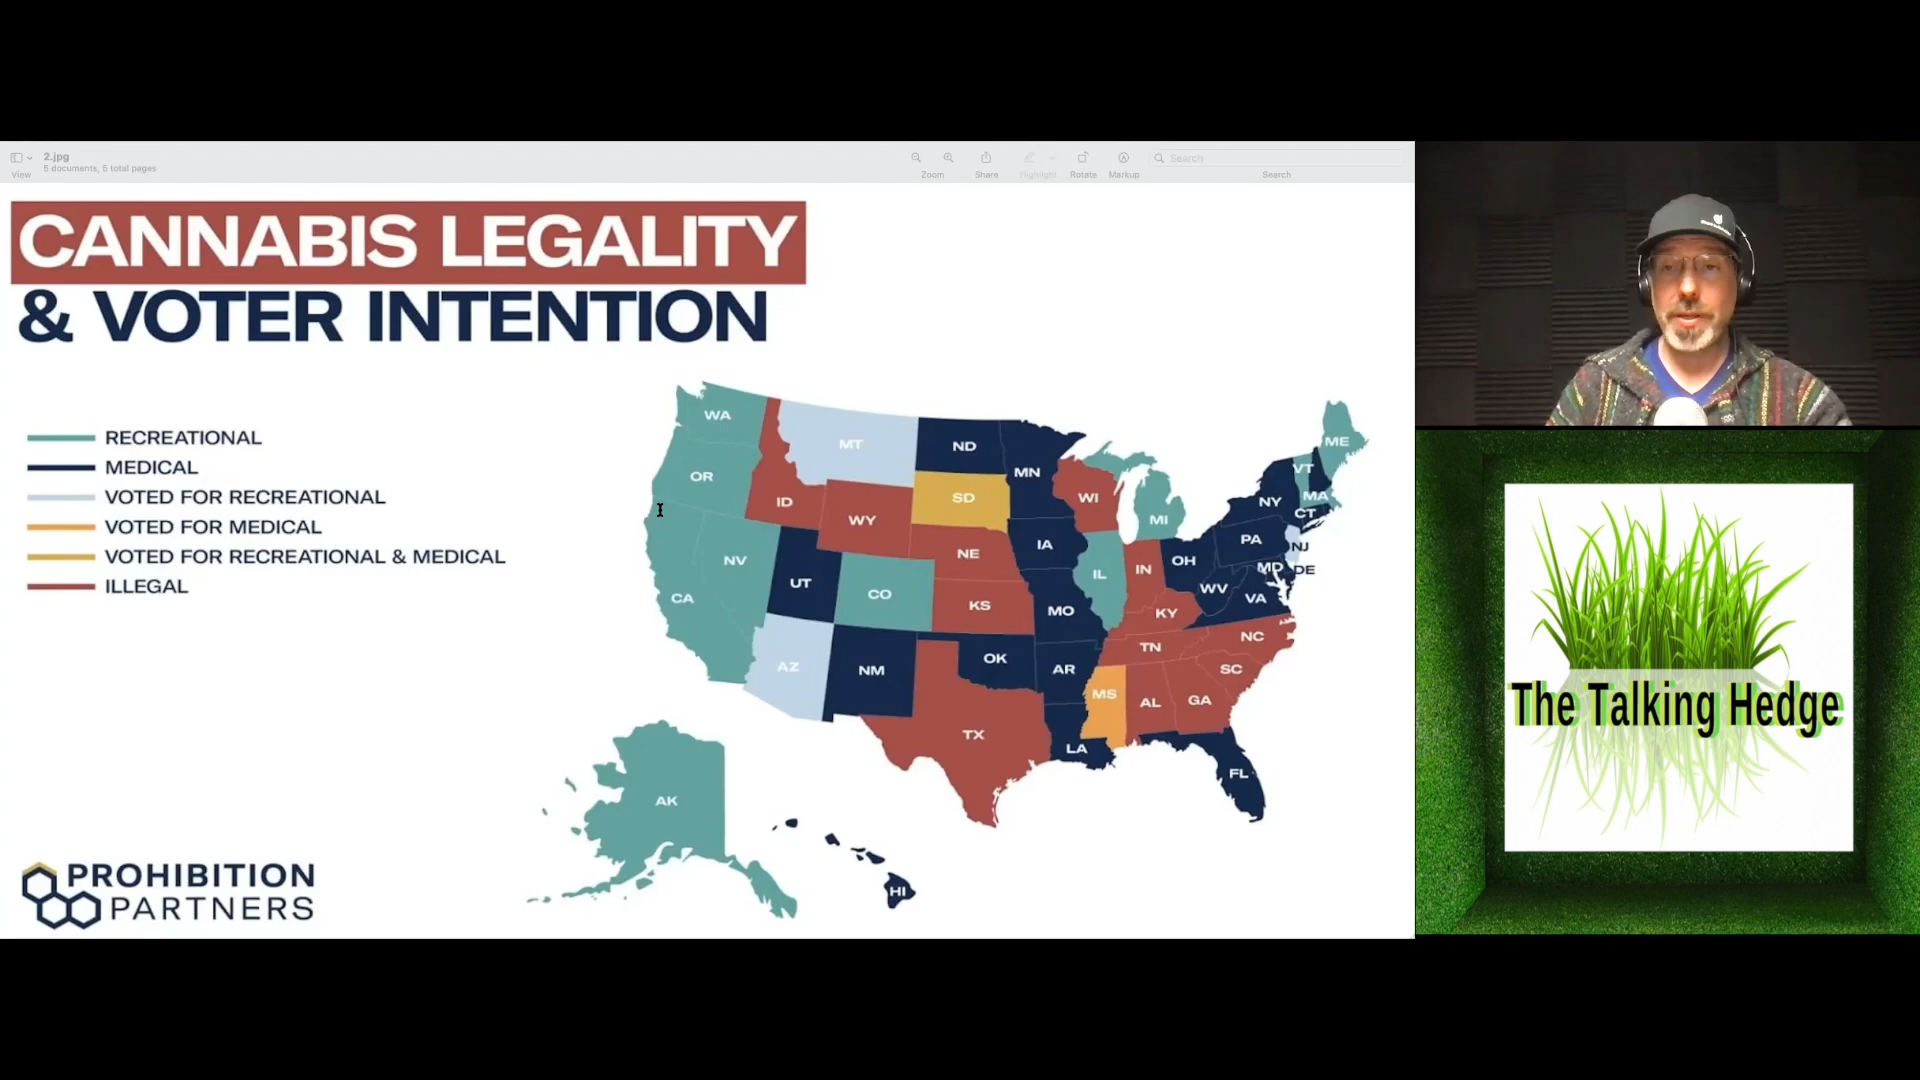 2.jpg
5 documents, 5 total pages
View
Zoom
Share
Highlight
Rotate
Markup
Search
Search
CANNABIS LEGALITY
& VOTER INTENTION
RECREATIONAL
MEDICAL
VOTED FOR RECREATIONAL
VOTED FOR MEDICAL
VOTED FOR RECREATIONAL & MEDICAL
ILLEGAL
WA
MT
ND
MN
ME
VT
OR
ID
SD
WI
NY
MA
WY
MI
CT
NE
IA
PA
NJ
NV
UT
CO
IL
IN
OH
MD
DE
CA
KS
MO
WV
VA
KY
NC
AZ
NM
OK
AR
TN
SC
MS
AL
GA
TX
LA
FL
AK
HI
PROHIBITION
PARTNERS
The Talking Hedge